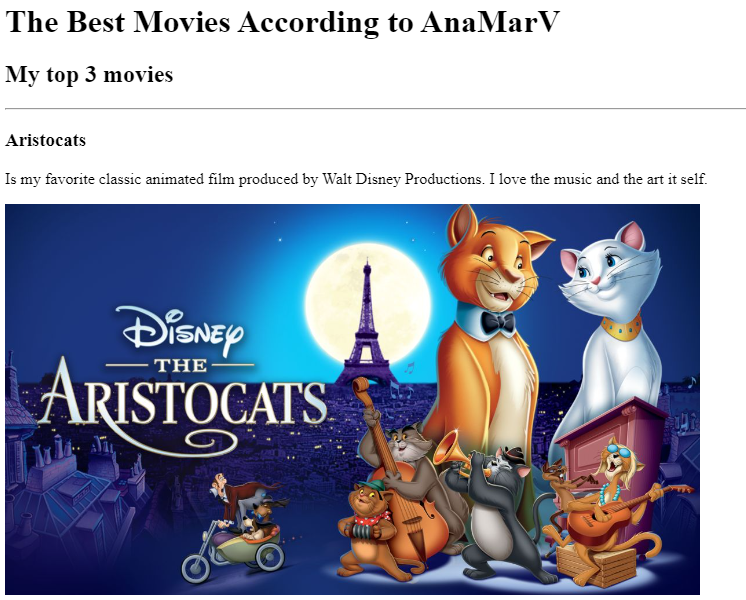 The Best Movies According to AnaMarV
My top 3 movies
Aristocats
Is my favorite classic animated film produced by Walt Disney Productions. I love the music and the art it self.
Disney
THE
ARISTOCATS